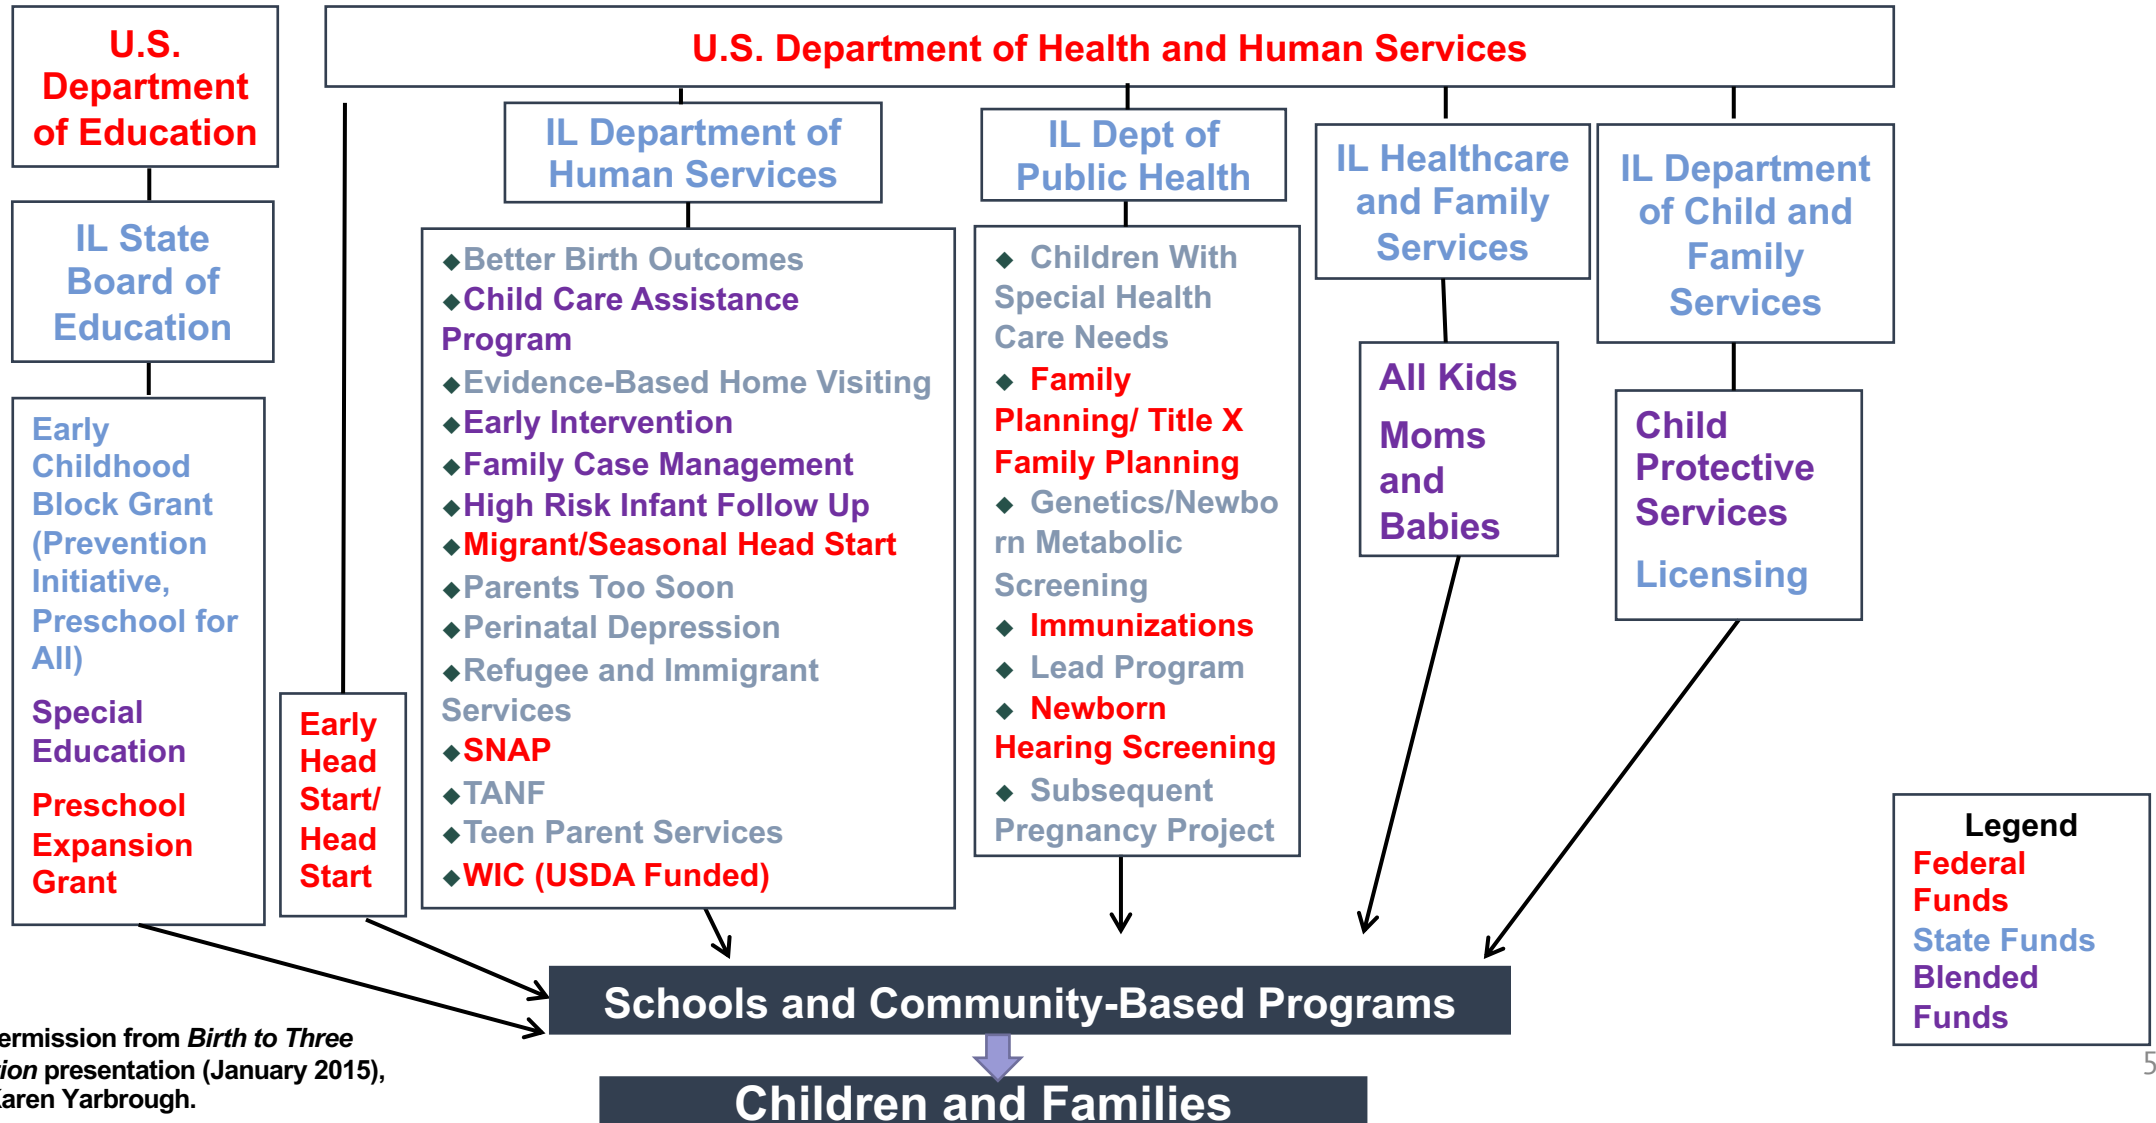 U.S.
Department
of Education
U.S. Department of Health and Human Services
IL State
Board of
Education
IL Department of
Human Services
IL Dept of
Public Health
IL Healthcare
and Family
Services
IL Department
of Child and
Family
Services
Early
Childhood
Block Grant
(Prevention
Initiative,
Preschool for
All)
Special
Education
Preschool
Expansion
Grant
Early
Head
Start/
Head
Start
◆Better Birth Outcomes
◆Child Care Assistance
Program
◆Evidence-Based Home Visiting
◆Early Intervention
◆Family Case Management
◆High Risk Infant Follow Up
◆Migrant/Seasonal Head Start
◆Parents Too Soon
◆Perinatal Depression
◆Refugee and Immigrant
Services
◆SNAP
◆TANF
◆Teen Parent Services
◆WIC (USDA Funded)
◆ Children With
Special Health
Care Needs
◆ Family
Planning/ Title X
Family Planning
◆ Genetics/Newbo
rn Metabolic
Screening
◆ Immunizations
◆ Lead Program
◆ Newborn
Hearing Screening
◆ Subsequent
Pregnancy Project
All Kids
Moms
and
Babies
Child
Protective
Services
Licensing
Legend
Federal
Funds
State Funds
Blended
Funds
Schools and Community-Based Programs
Children and Families
ermission from Birth to Three
tion presentation (January 2015),
Karen Yarbrough.
5